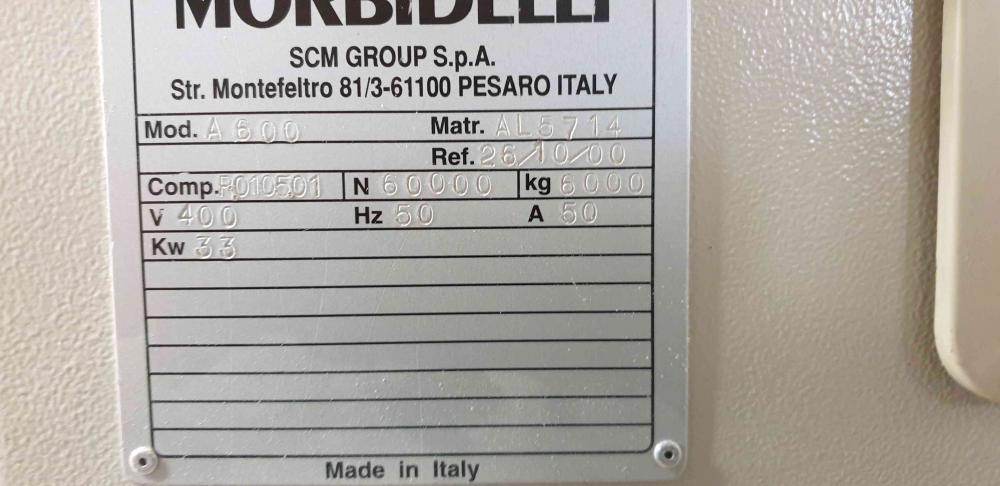 MORBIDELLI
SCM GROUP S.p.A.
Str. Montefeltro 81/3-61100 PESARO ITALY
Mod. A 600 Matr. AL5714
Ref. 26/10/00
Comp. R010501 N 60000 kg 6000
V 400 Hz 50 A 50
Kw 33
Made in Italy